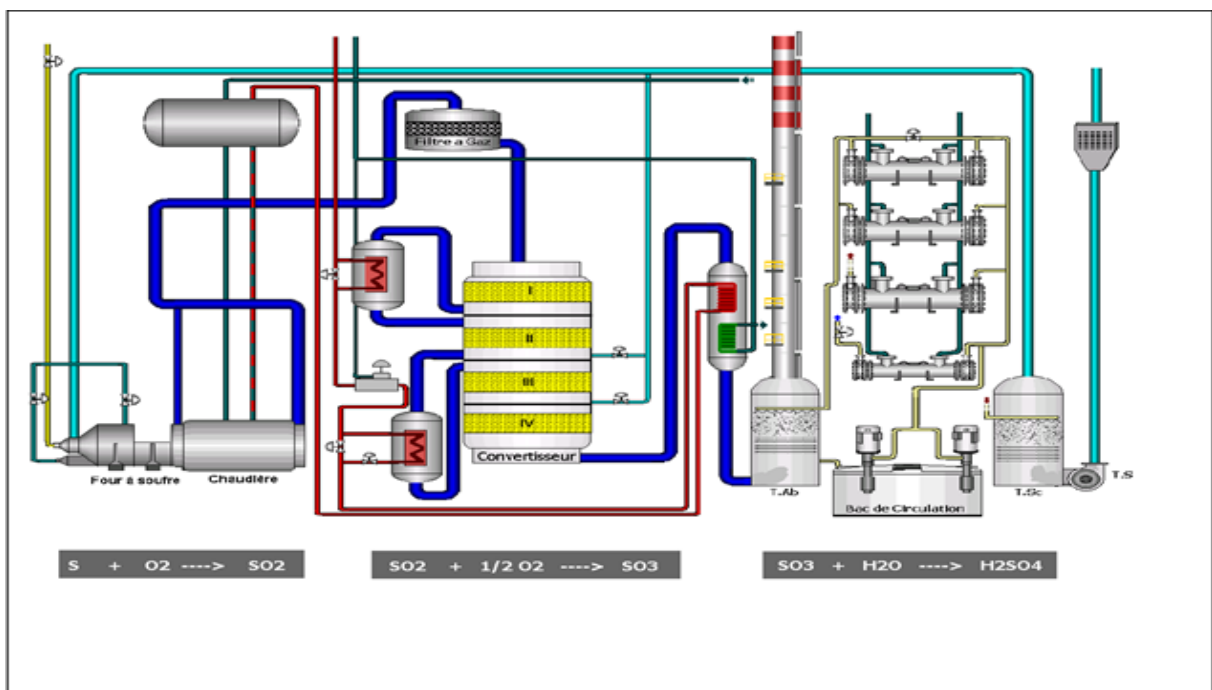 Filtre a Gaz
I
II
III
IV
Convertisseur
Four à soufre
Chaudière
T.Ab
Bac de Circulation
T.Sc
T.S
S + O2 ----> SO2
SO2 + 1/2 O2 ----> SO3
SO3 + H2O ----> H2SO4